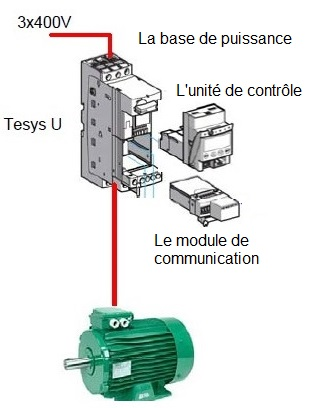 3x400V
La base de puissance
L'unité de contrôle
Tesys U
Le module de
communication